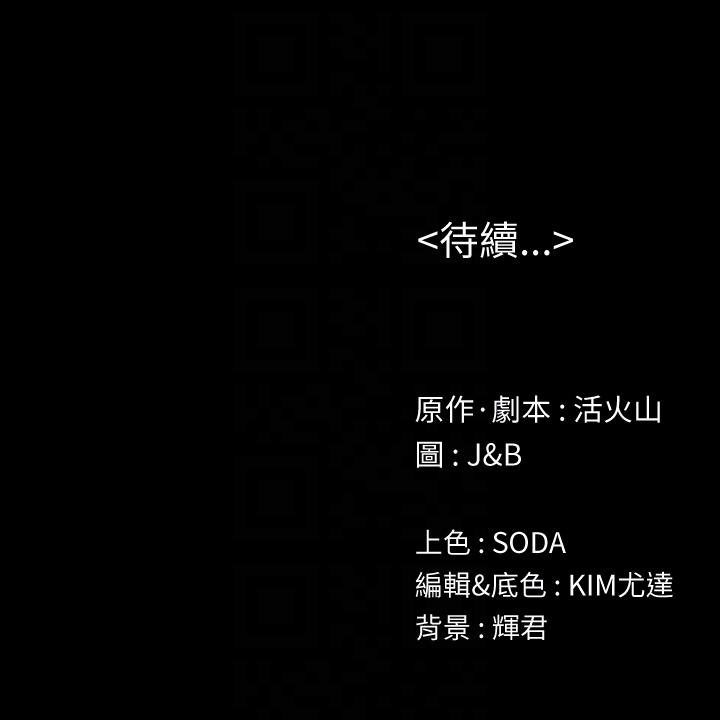 <待續...>
原作·劇本 : 活火山
圖 : J&B
上色 : SODA
編輯&底色 : KIM尤達
背景 : 輝君